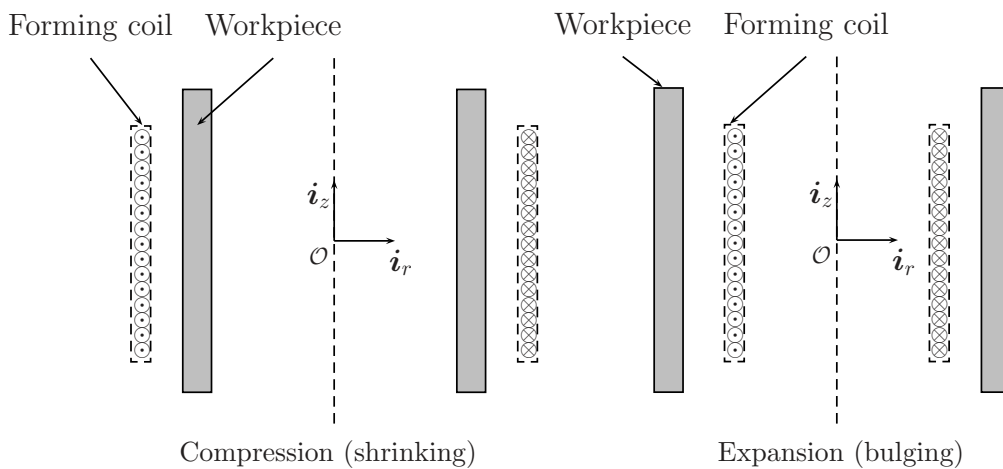 Forming coil Workpiece
Workpiece Forming coil
i_z
𝒪
i_r
i_z
𝒪
i_r
Compression (shrinking)
Expansion (bulging)